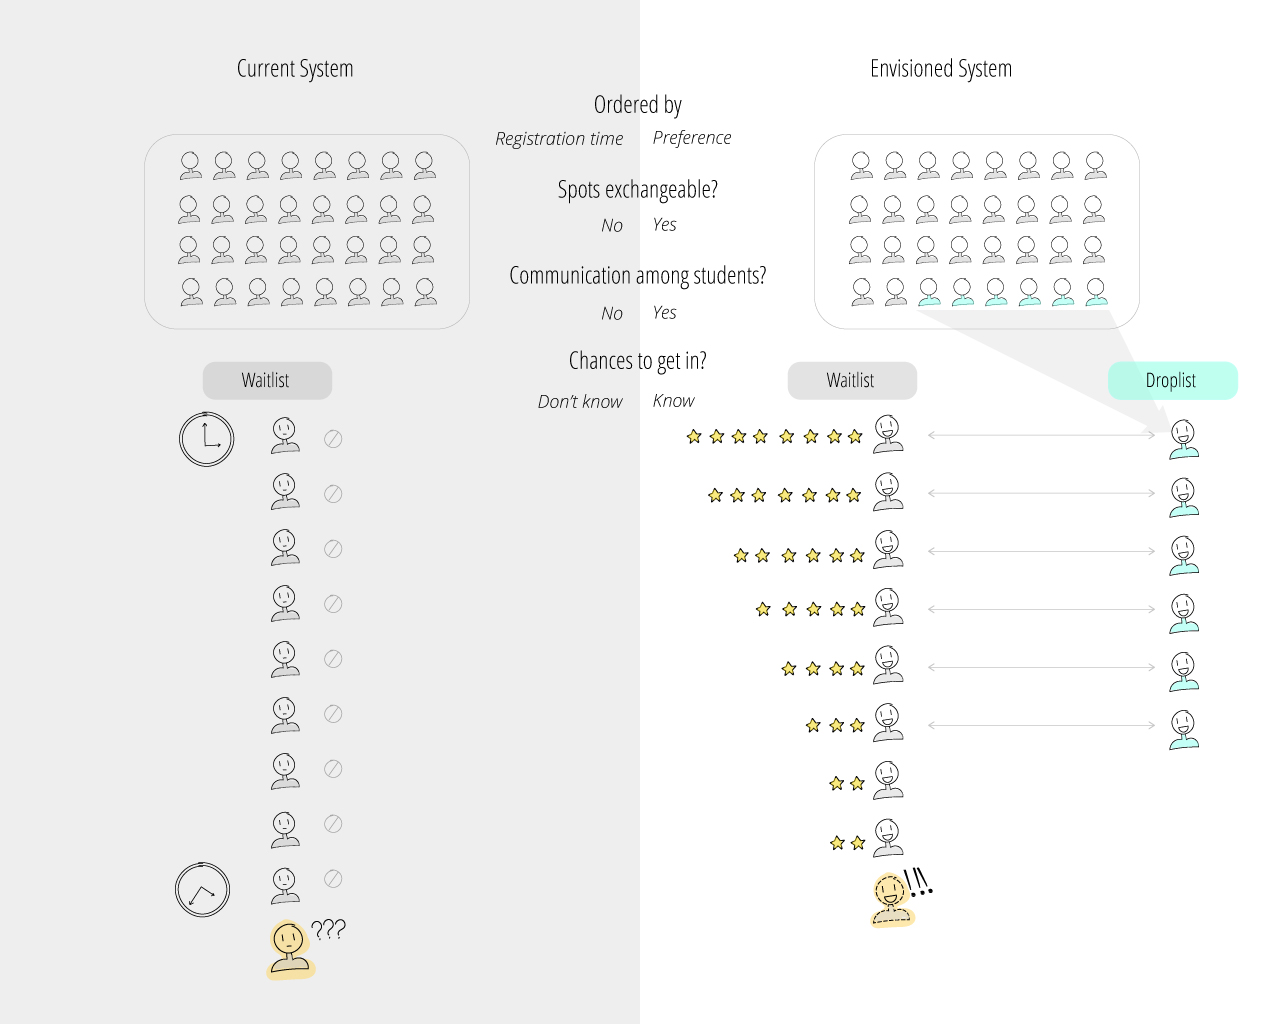 Current System
Envisioned System
Ordered by
Registration time Preference
Spots exchangeable?
No Yes
Communication among students?
No Yes
Chances to get in?
Don't know Know
Waitlist
Waitlist
Droplist
!!!
???